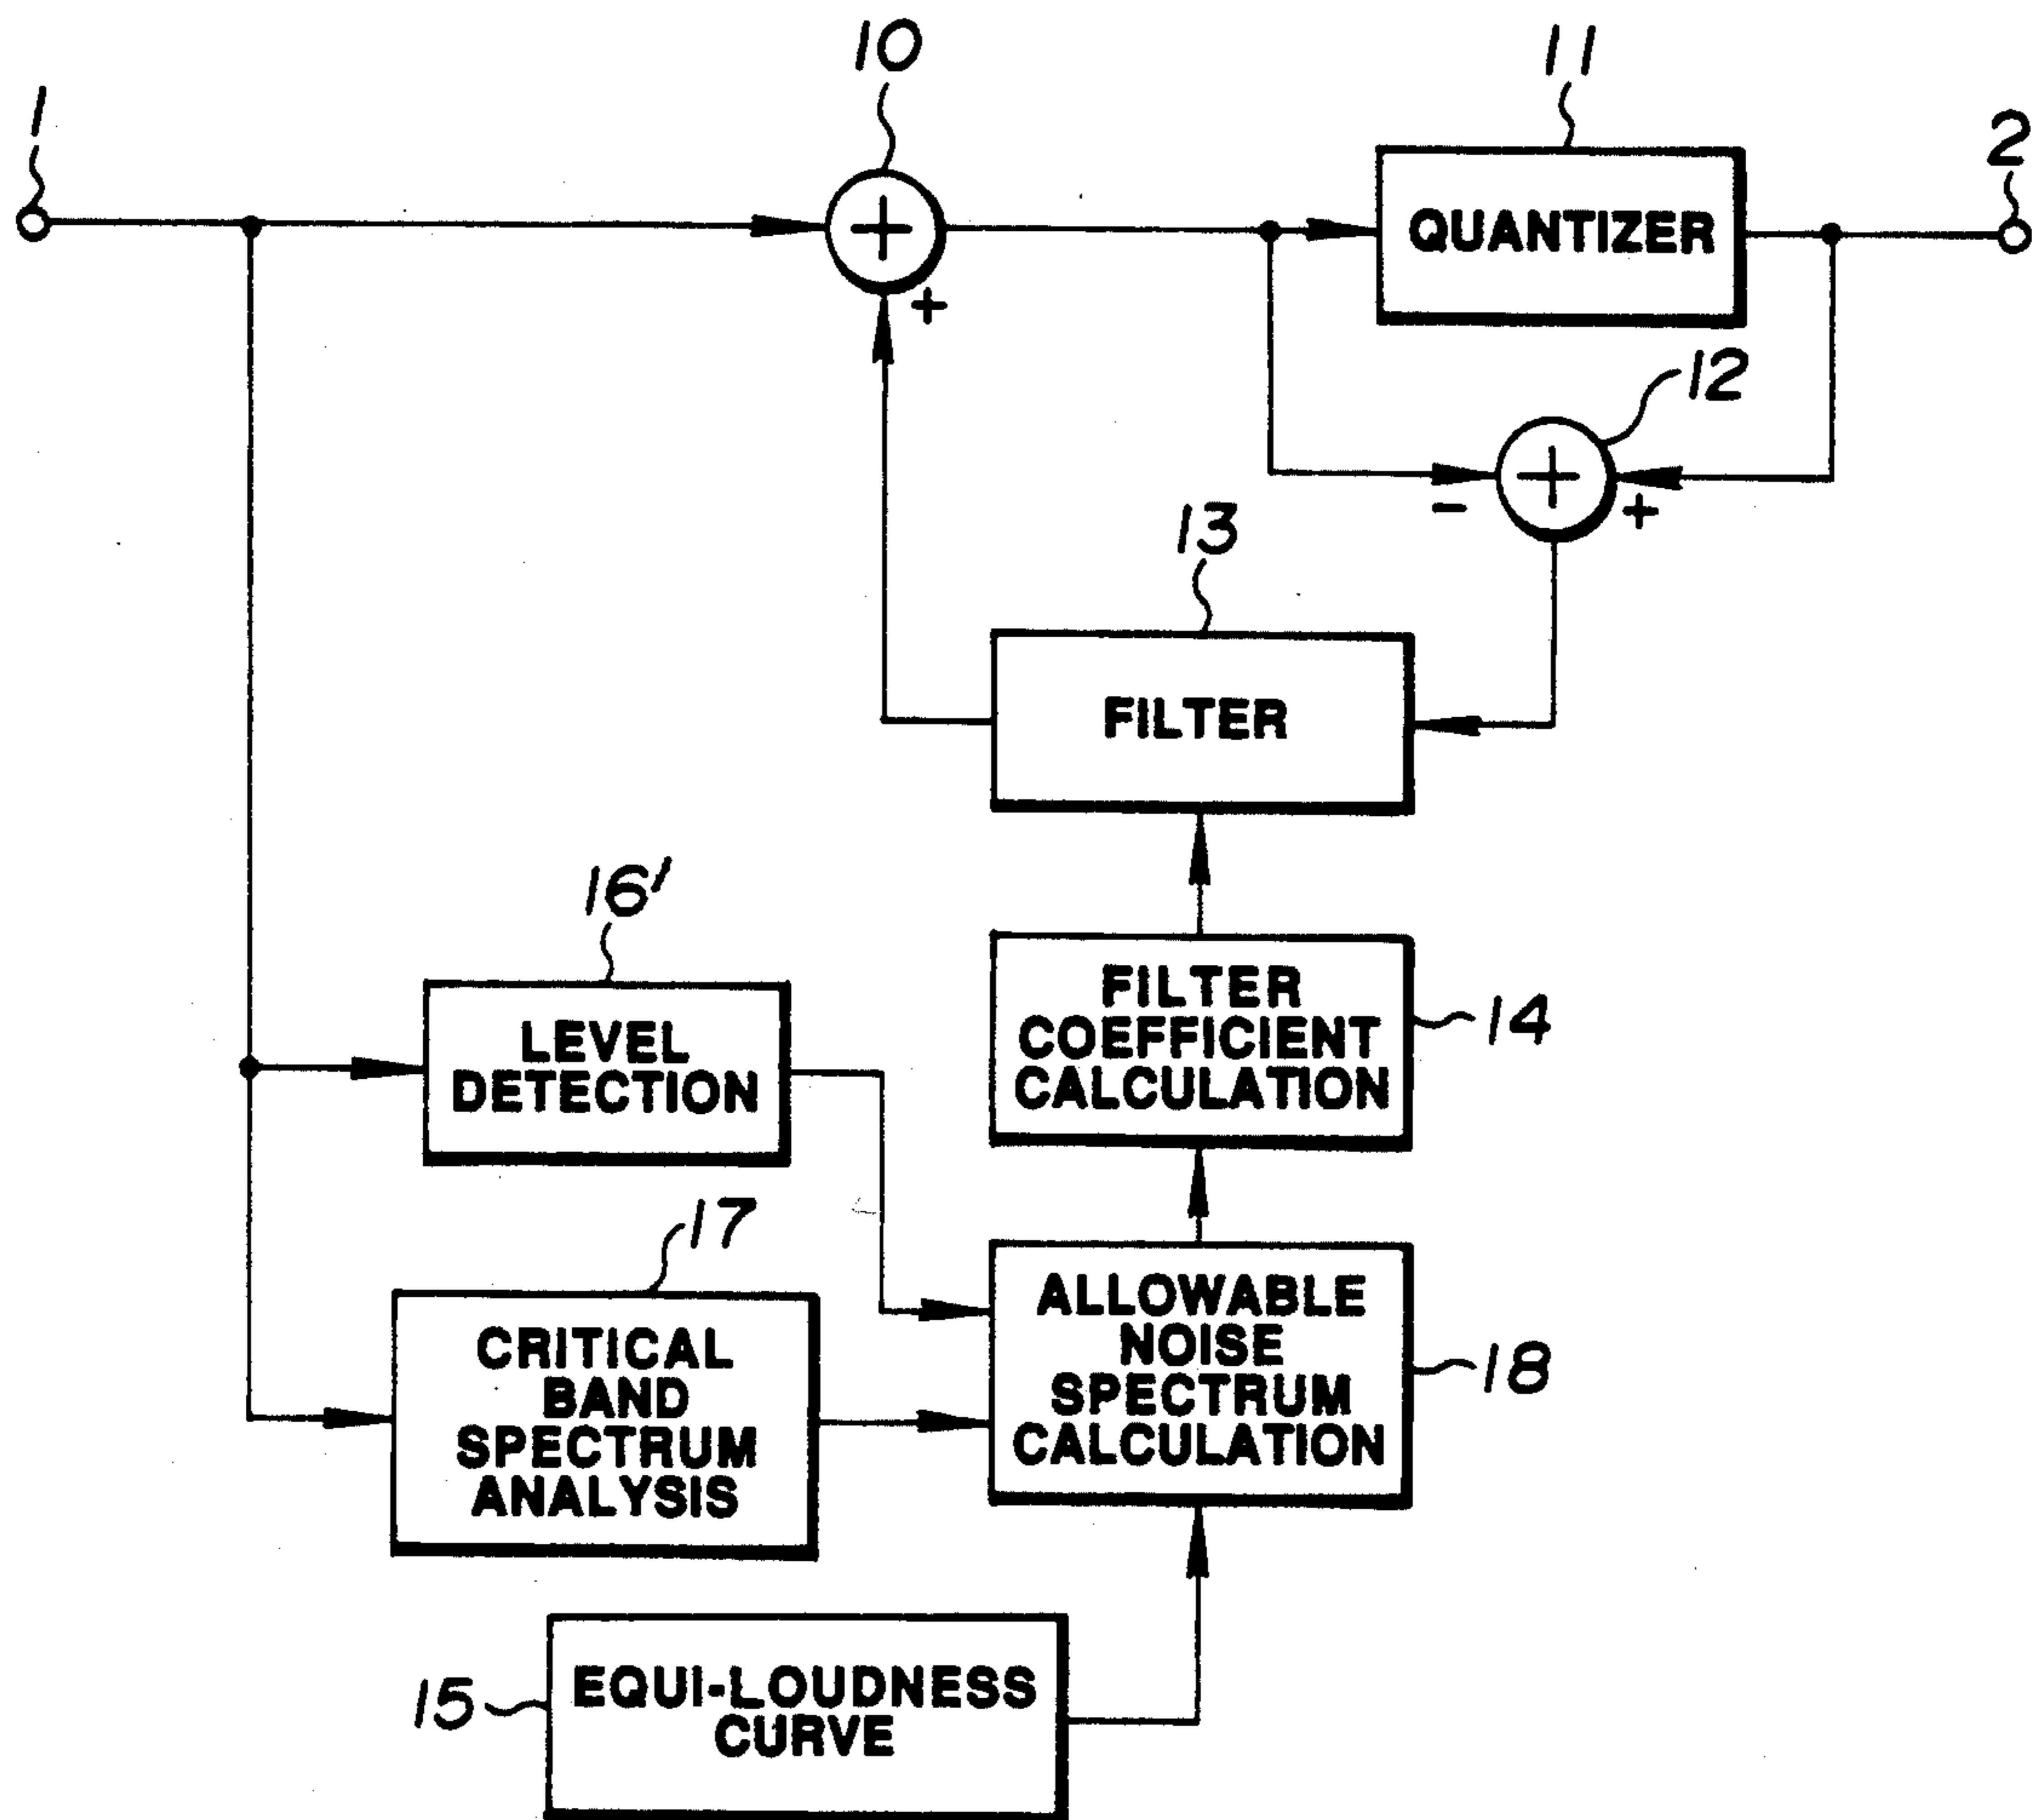 10
11
1
2
QUANTIZER
+
+
12
+
-
+
13
FILTER
16'
FILTER
COEFFICIENT
CALCULATION
14
LEVEL
DETECTION
17
ALLOWABLE
NOISE
SPECTRUM
CALCULATION
18
CRITICAL
BAND
SPECTRUM
ANALYSIS
15
EQUI-LOUDNESS
CURVE